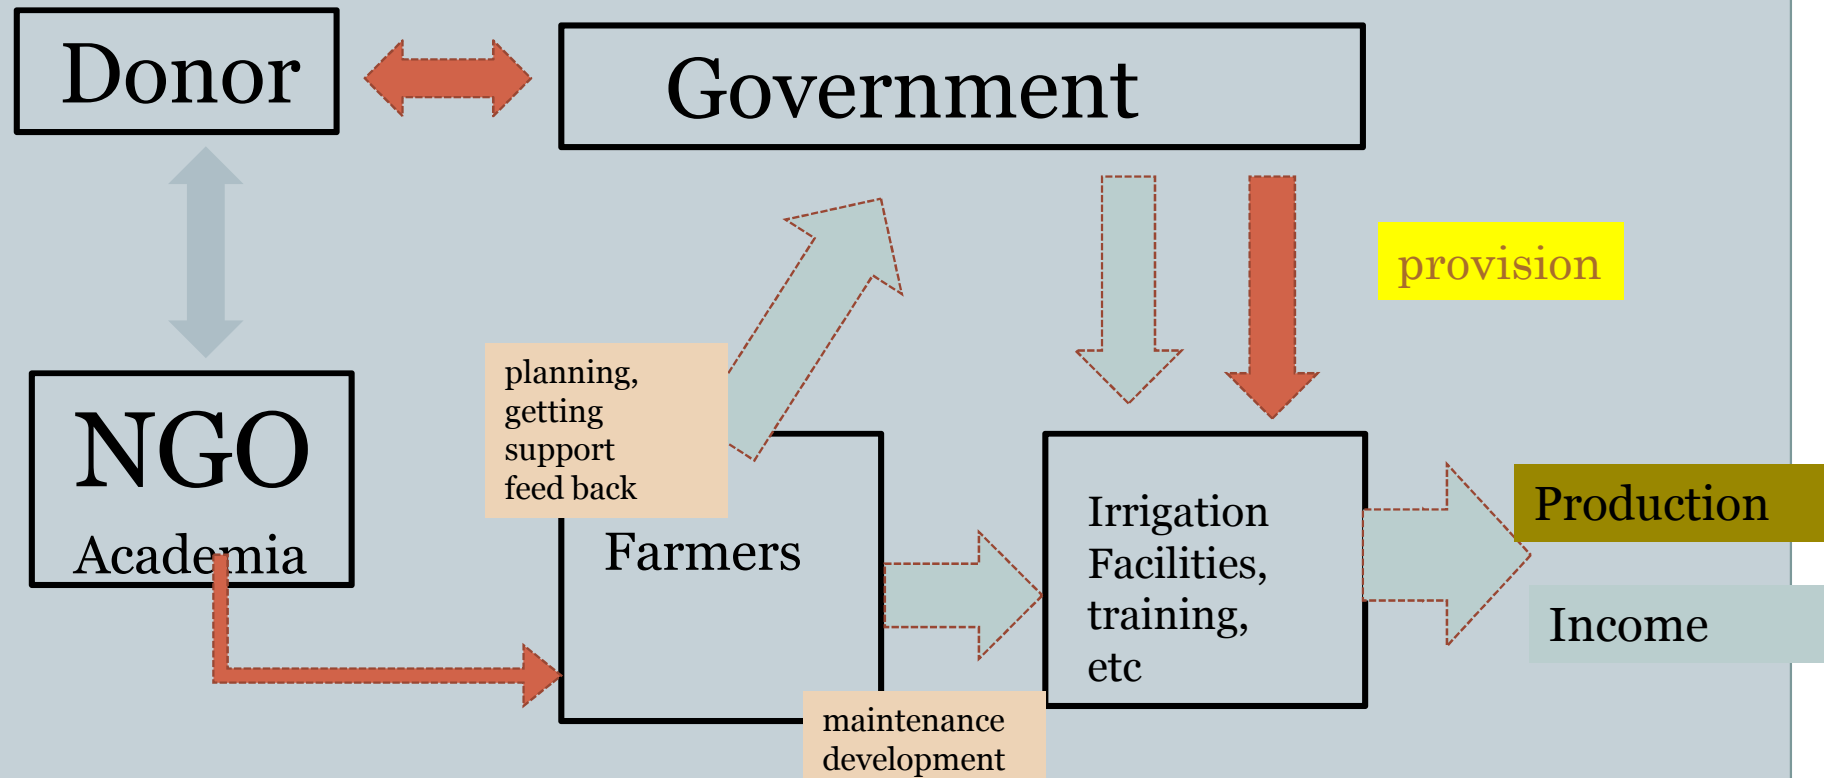 Donor
Government
provision
planning,
getting
support
feed back
NGO
Academia
Farmers
Irrigation
Facilities,
training,
etc
Production
Income
maintenance
development